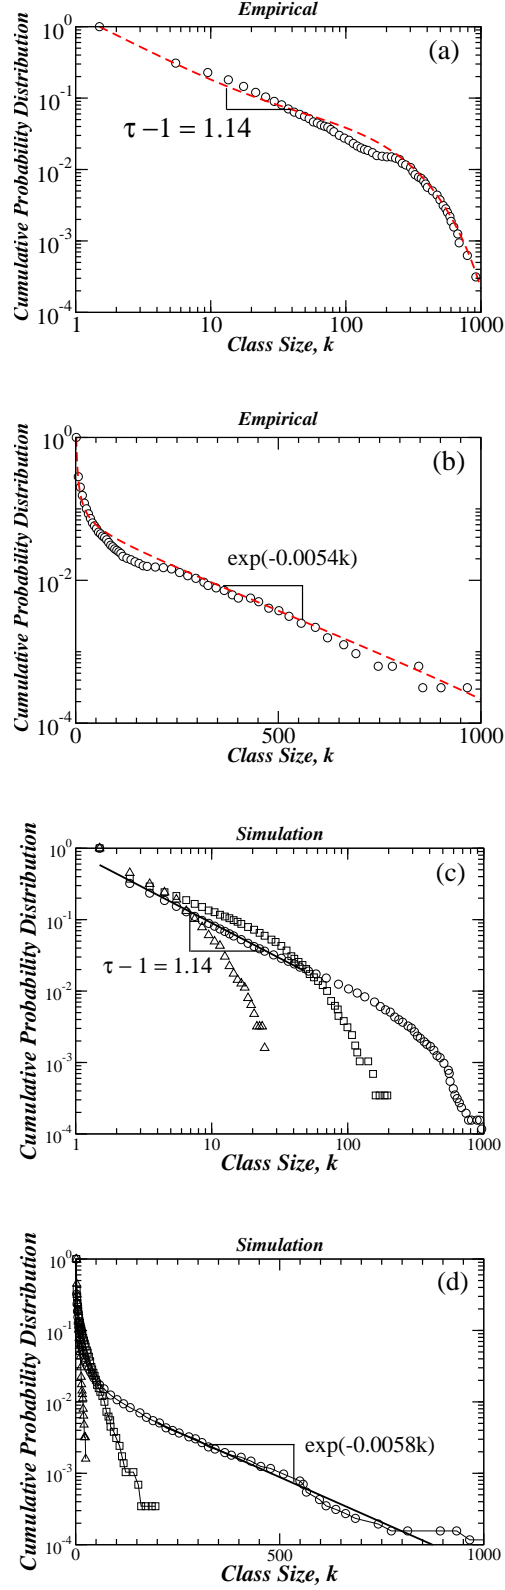 Empirical
(a)
10^0
10^-1
10^-2
10^-3
10^-4
τ −1 = 1.14
1 10 100 1000
Class Size, k
Cumulative Probability Distribution
Empirical
(b)
10^0
10^-2
10^-4
exp(-0.0054k)
0 500 1000
Class Size, k
Cumulative Probability Distribution
Simulation
(c)
10^0
10^-1
10^-2
10^-3
10^-4
τ −1 = 1.14
1 10 100 1000
Class Size, k
Cumulative Probability Distribution
Simulation
(d)
10^0
10^-1
10^-2
10^-3
10^-4
exp(-0.0058k)
0 500 1000
Class Size, k
Cumulative Probability Distribution